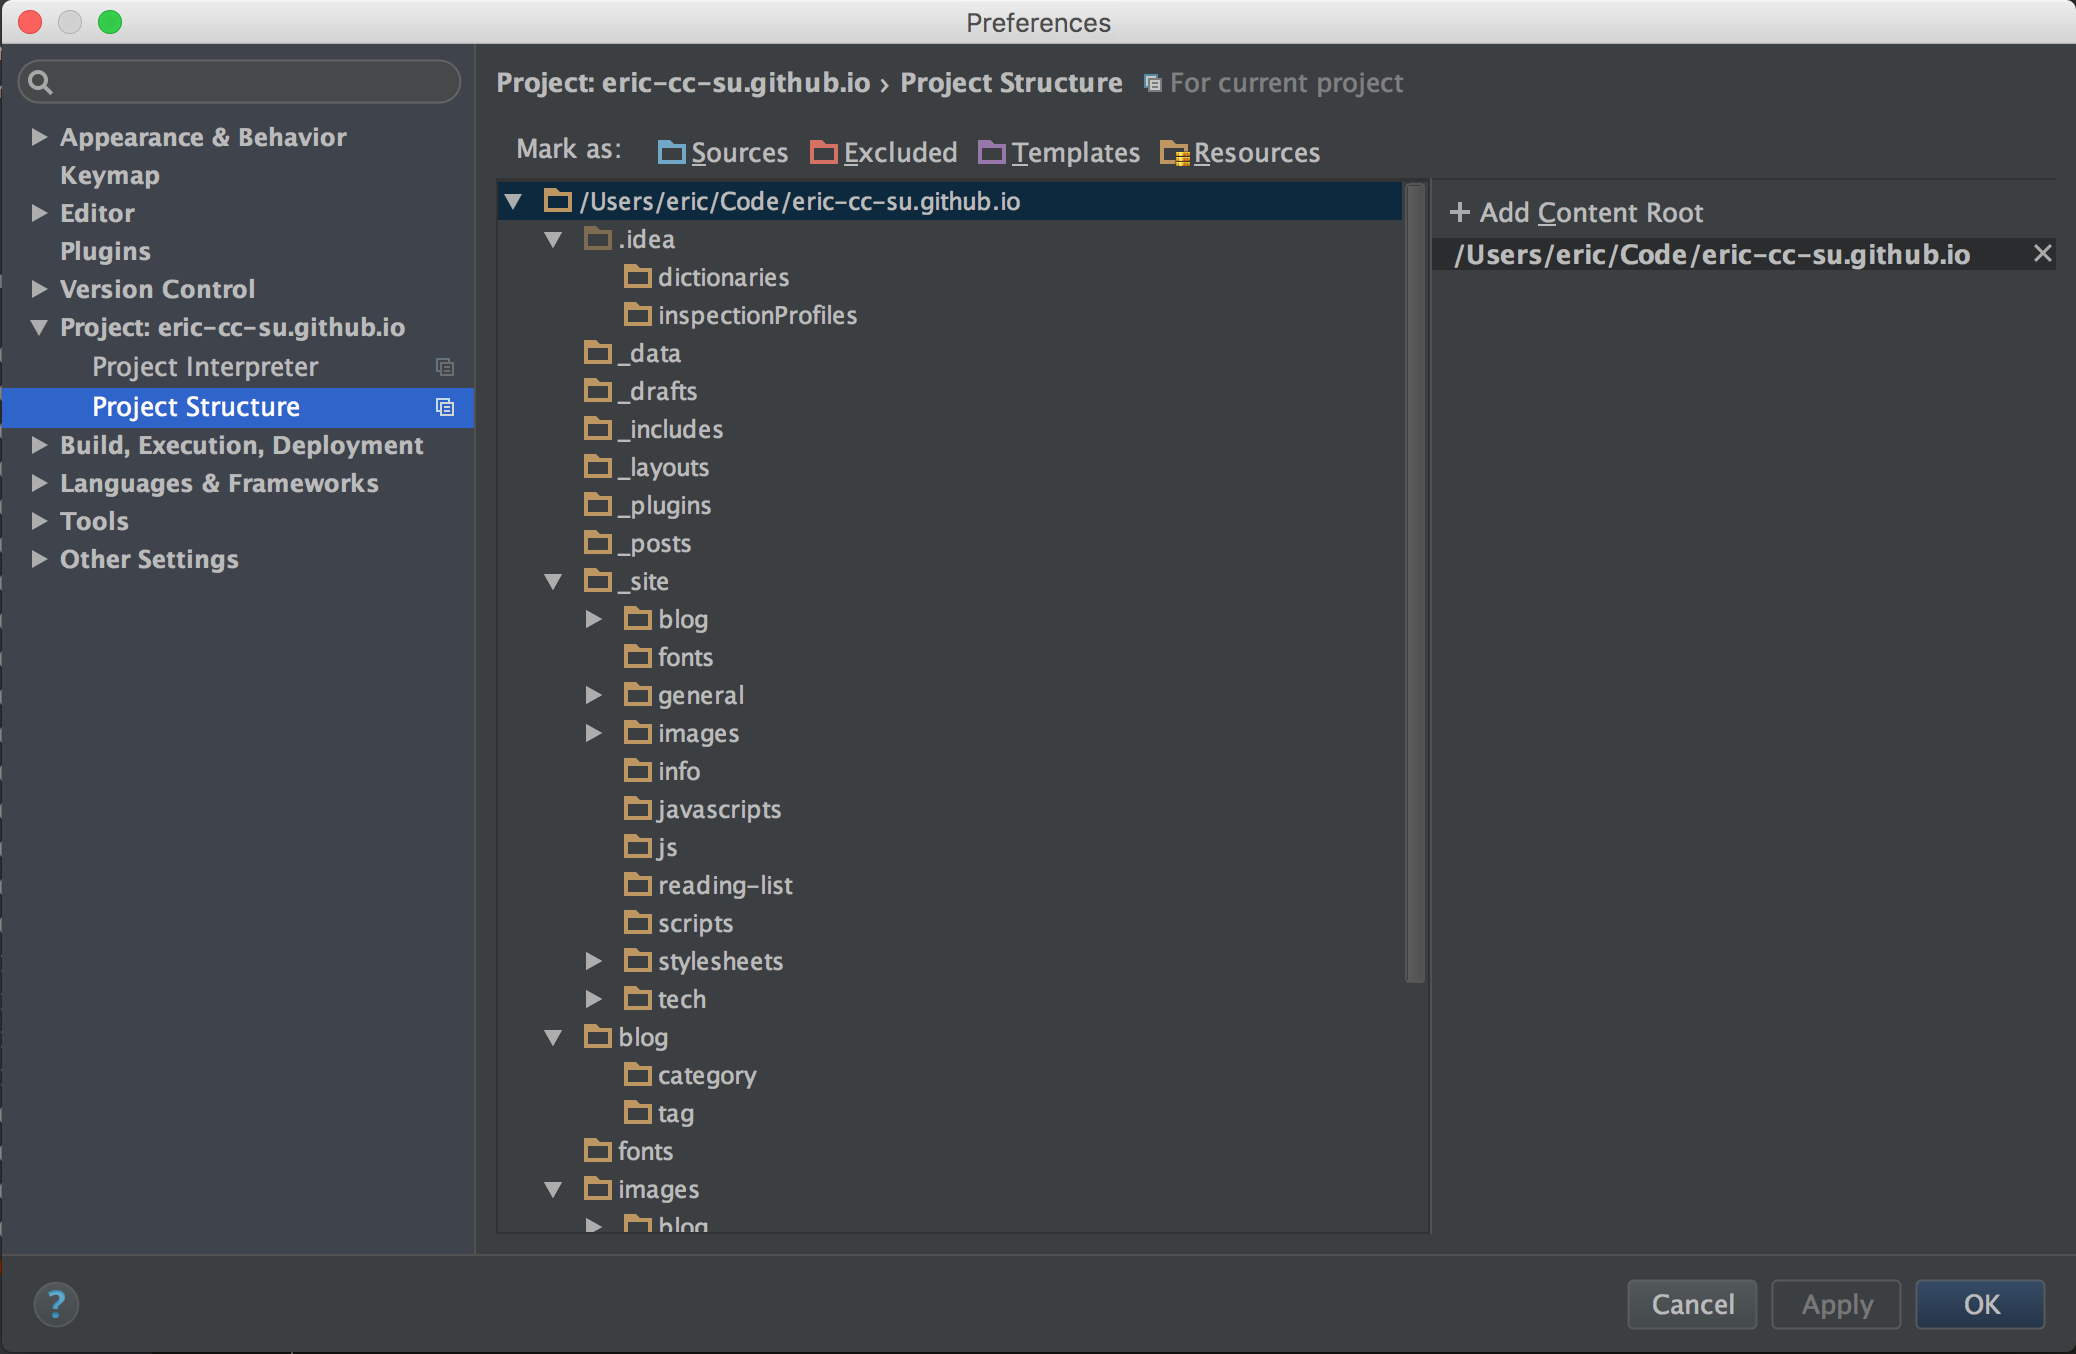 Preferences
Appearance & Behavior
Keymap
Editor
Plugins
Version Control
Project: eric-cc-su.github.io
Project Interpreter
Project Structure
Build, Execution, Deployment
Languages & Frameworks
Tools
Other Settings
Project: eric-cc-su.github.io › Project Structure For current project
Mark as: Sources Excluded Templates Resources
/Users/eric/Code/eric-cc-su.github.io
.idea
dictionaries
inspectionProfiles
_data
_drafts
_includes
_layouts
_plugins
_posts
_site
blog
fonts
general
images
info
javascripts
js
reading-list
scripts
stylesheets
tech
blog
category
tag
fonts
images
blog
+ Add Content Root
/Users/eric/Code/eric-cc-su.github.io
?
Cancel Apply OK